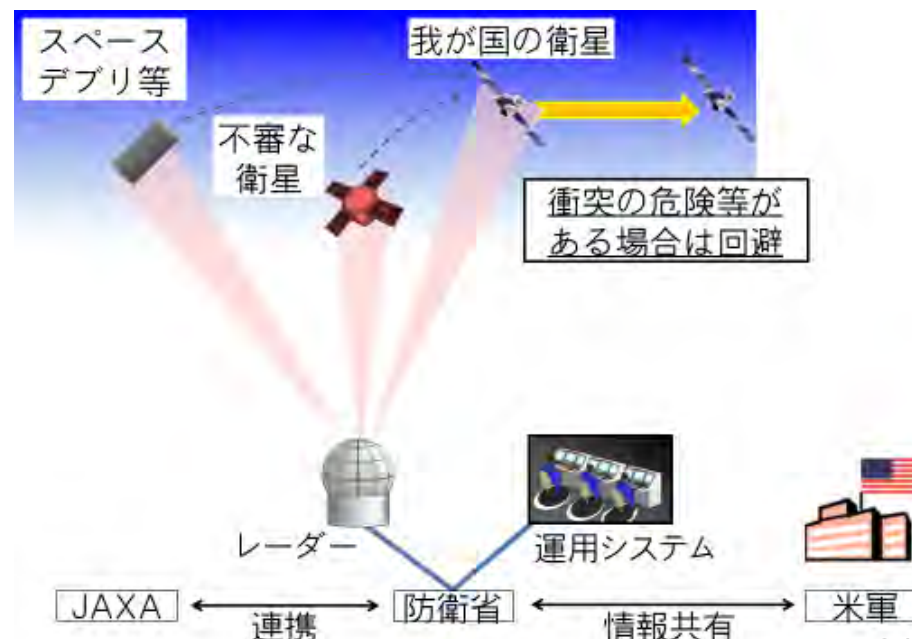 スペース
デブリ等
我が国の衛星
不審な
衛星
衝突の危険等が
ある場合は回避
レーダー
運用システム
JAXA
連携
防衛省
情報共有
米軍